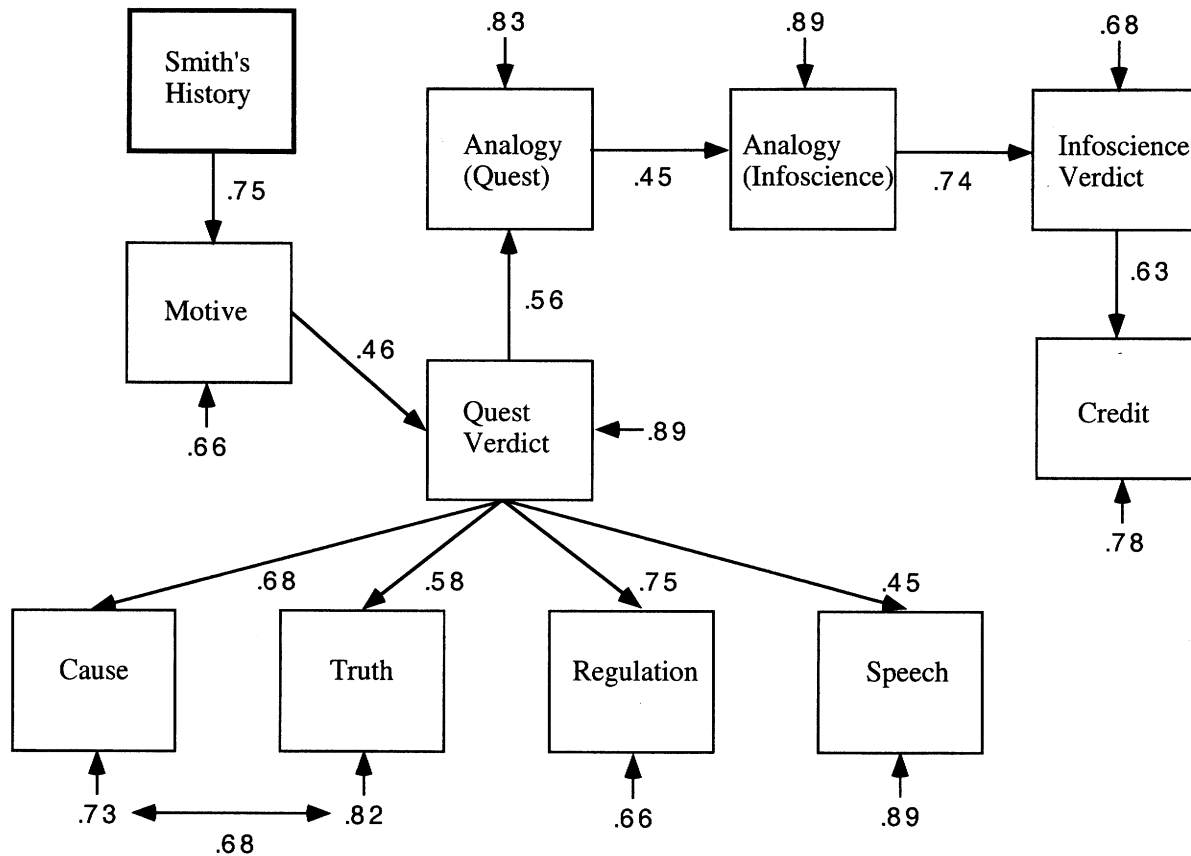 .83
.89
.68
Smith's
History
Analogy
(Quest)
Analogy
(Infoscience)
Infoscience
Verdict
.45
.74
.75
.63
.56
Motive
.46
Quest
Verdict
.89
Credit
.66
.78
.68
.58
.75
.45
Cause
Truth
Regulation
Speech
.73
.82
.66
.89
.68